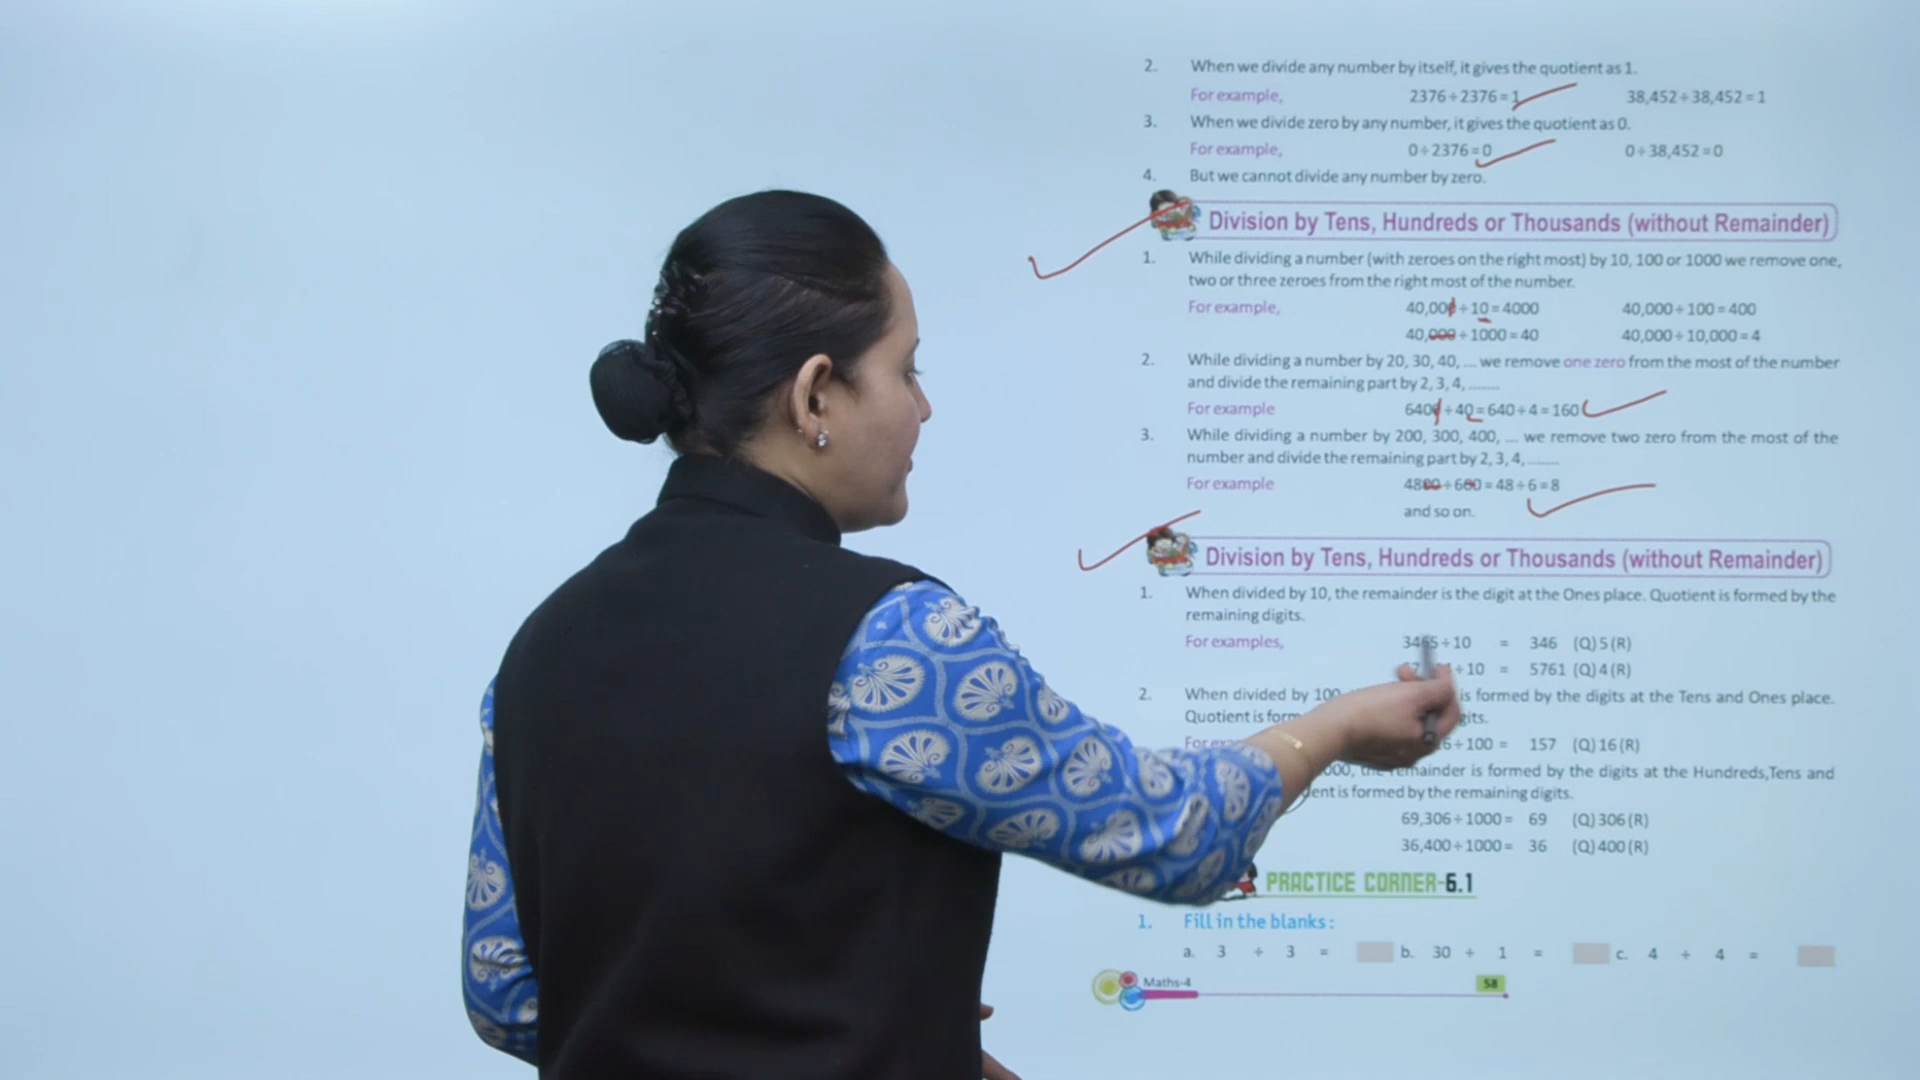 2. When we divide any number by itself, it gives the quotient as 1.
For example, 2376÷2376=1 38,452÷38,452=1
3. When we divide zero by any number, it gives the quotient as 0.
For example, 0÷2376=0 0÷38,452=0
4. But we cannot divide any number by zero.
Division by Tens, Hundreds or Thousands (without Remainder)
1. While dividing a number (with zeroes on the right most) by 10, 100 or 1000 we remove one,
two or three zeroes from the right most of the number.
For example, 40,000÷10=4000 40,000÷100=400
40,000÷1000=40 40,000÷10,000=4
2. While dividing a number by 20, 30, 40, ... we remove one zero from the most of the number
and divide the remaining part by 2, 3, 4, .......
For example 6400÷40=640÷4=160
3. While dividing a number by 200, 300, 400, ... we remove two zero from the most of the
number and divide the remaining part by 2, 3, 4, .......
For example 4800÷600=48÷6=8
and so on.
Division by Tens, Hundreds or Thousands (without Remainder)
1. When divided by 10, the remainder is the digit at the Ones place. Quotient is formed by the
remaining digits.
For examples, 3465÷10 = 346 (Q)5(R)
÷10 = 5761 (Q)4(R)
2. When divided by 100 is formed by the digits at the Tens and Ones place.
Quotient is
÷100 = 157 (Q)16(R)
remainder is formed by the digits at the Hundreds,Tens and
is formed by the remaining digits.
69,306÷1000= 69 (Q)306(R)
36,400÷1000= 36 (Q)400(R)
PRACTICE CORNER-6.1
1. Fill in the blanks :
a. 3 ÷ 3 = b. 30 ÷ 1 = c. 4 ÷ 4 =
Maths-4 58